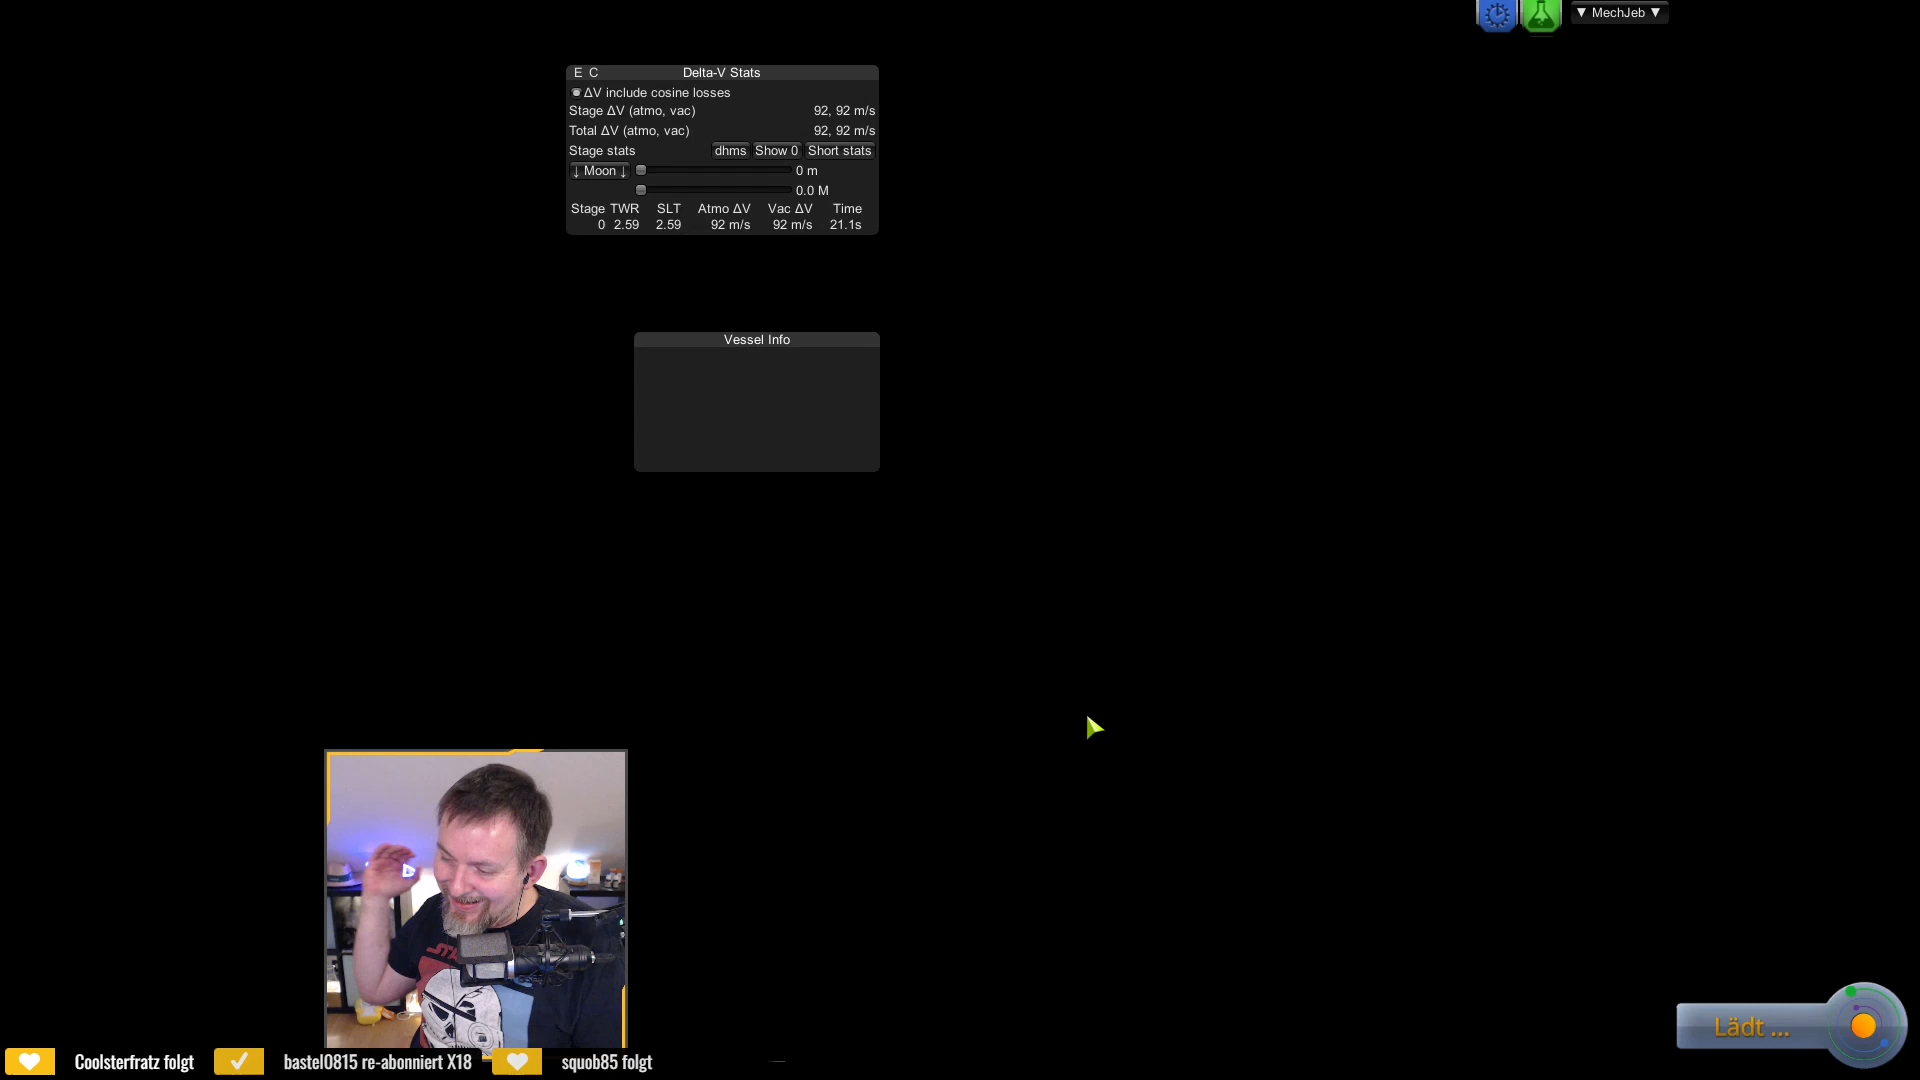 ▼ MechJeb ▼
E C Delta-V Stats
ΔV include cosine losses
Stage ΔV (atmo, vac) 92, 92 m/s
Total ΔV (atmo, vac) 92, 92 m/s
Stage stats dhms Show 0 Short stats
↓ Moon ↓ 0 m
0.0 M
Stage TWR SLT Atmo ΔV Vac ΔV Time
0 2.59 2.59 92 m/s 92 m/s 21.1s
Vessel Info
Lädt ...
Coolsterfratz folgt bastel0815 re-abonniert X18 squob85 folgt